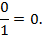 0/1 = 0.